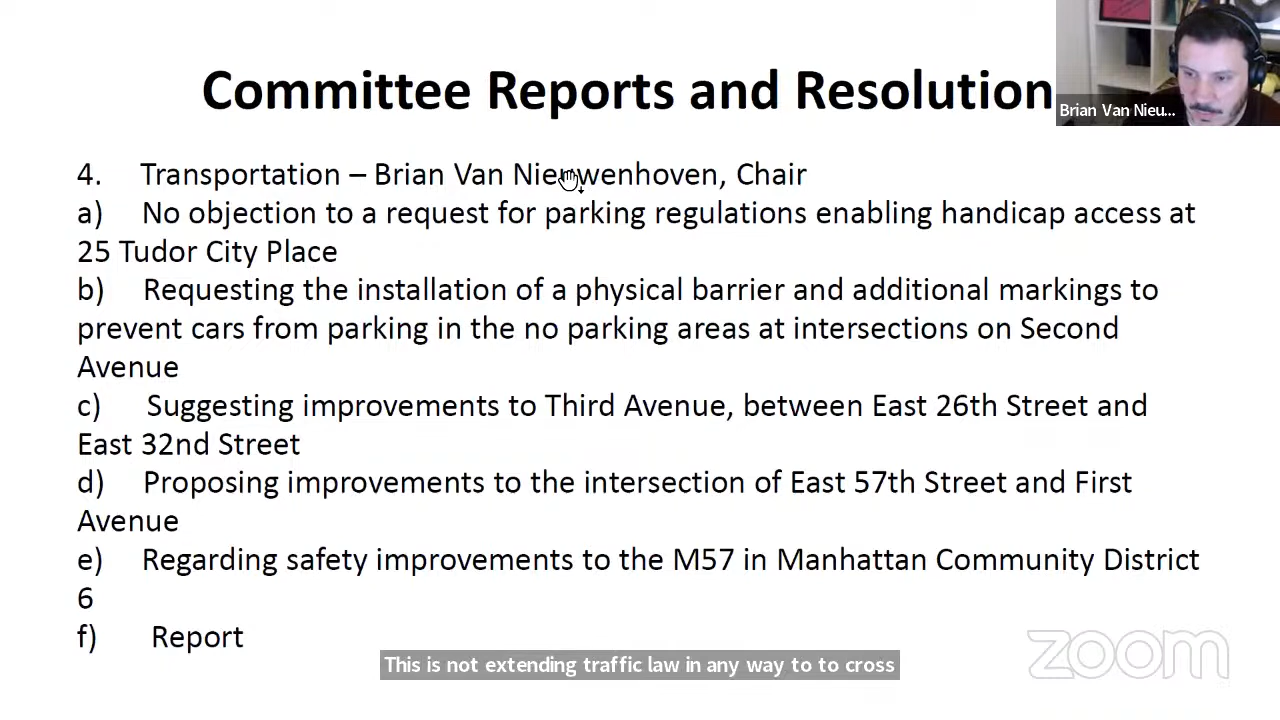 Committee Reports and Resolution
Brian Van Nieu...
4. Transportation – Brian Van Nieuwenhoven, Chair
a) No objection to a request for parking regulations enabling handicap access at
25 Tudor City Place
b) Requesting the installation of a physical barrier and additional markings to
prevent cars from parking in the no parking areas at intersections on Second
Avenue
c) Suggesting improvements to Third Avenue, between East 26th Street and
East 32nd Street
d) Proposing improvements to the intersection of East 57th Street and First
Avenue
e) Regarding safety improvements to the M57 in Manhattan Community District
6
f) Report
zoom
This is not extending traffic law in any way to to cross